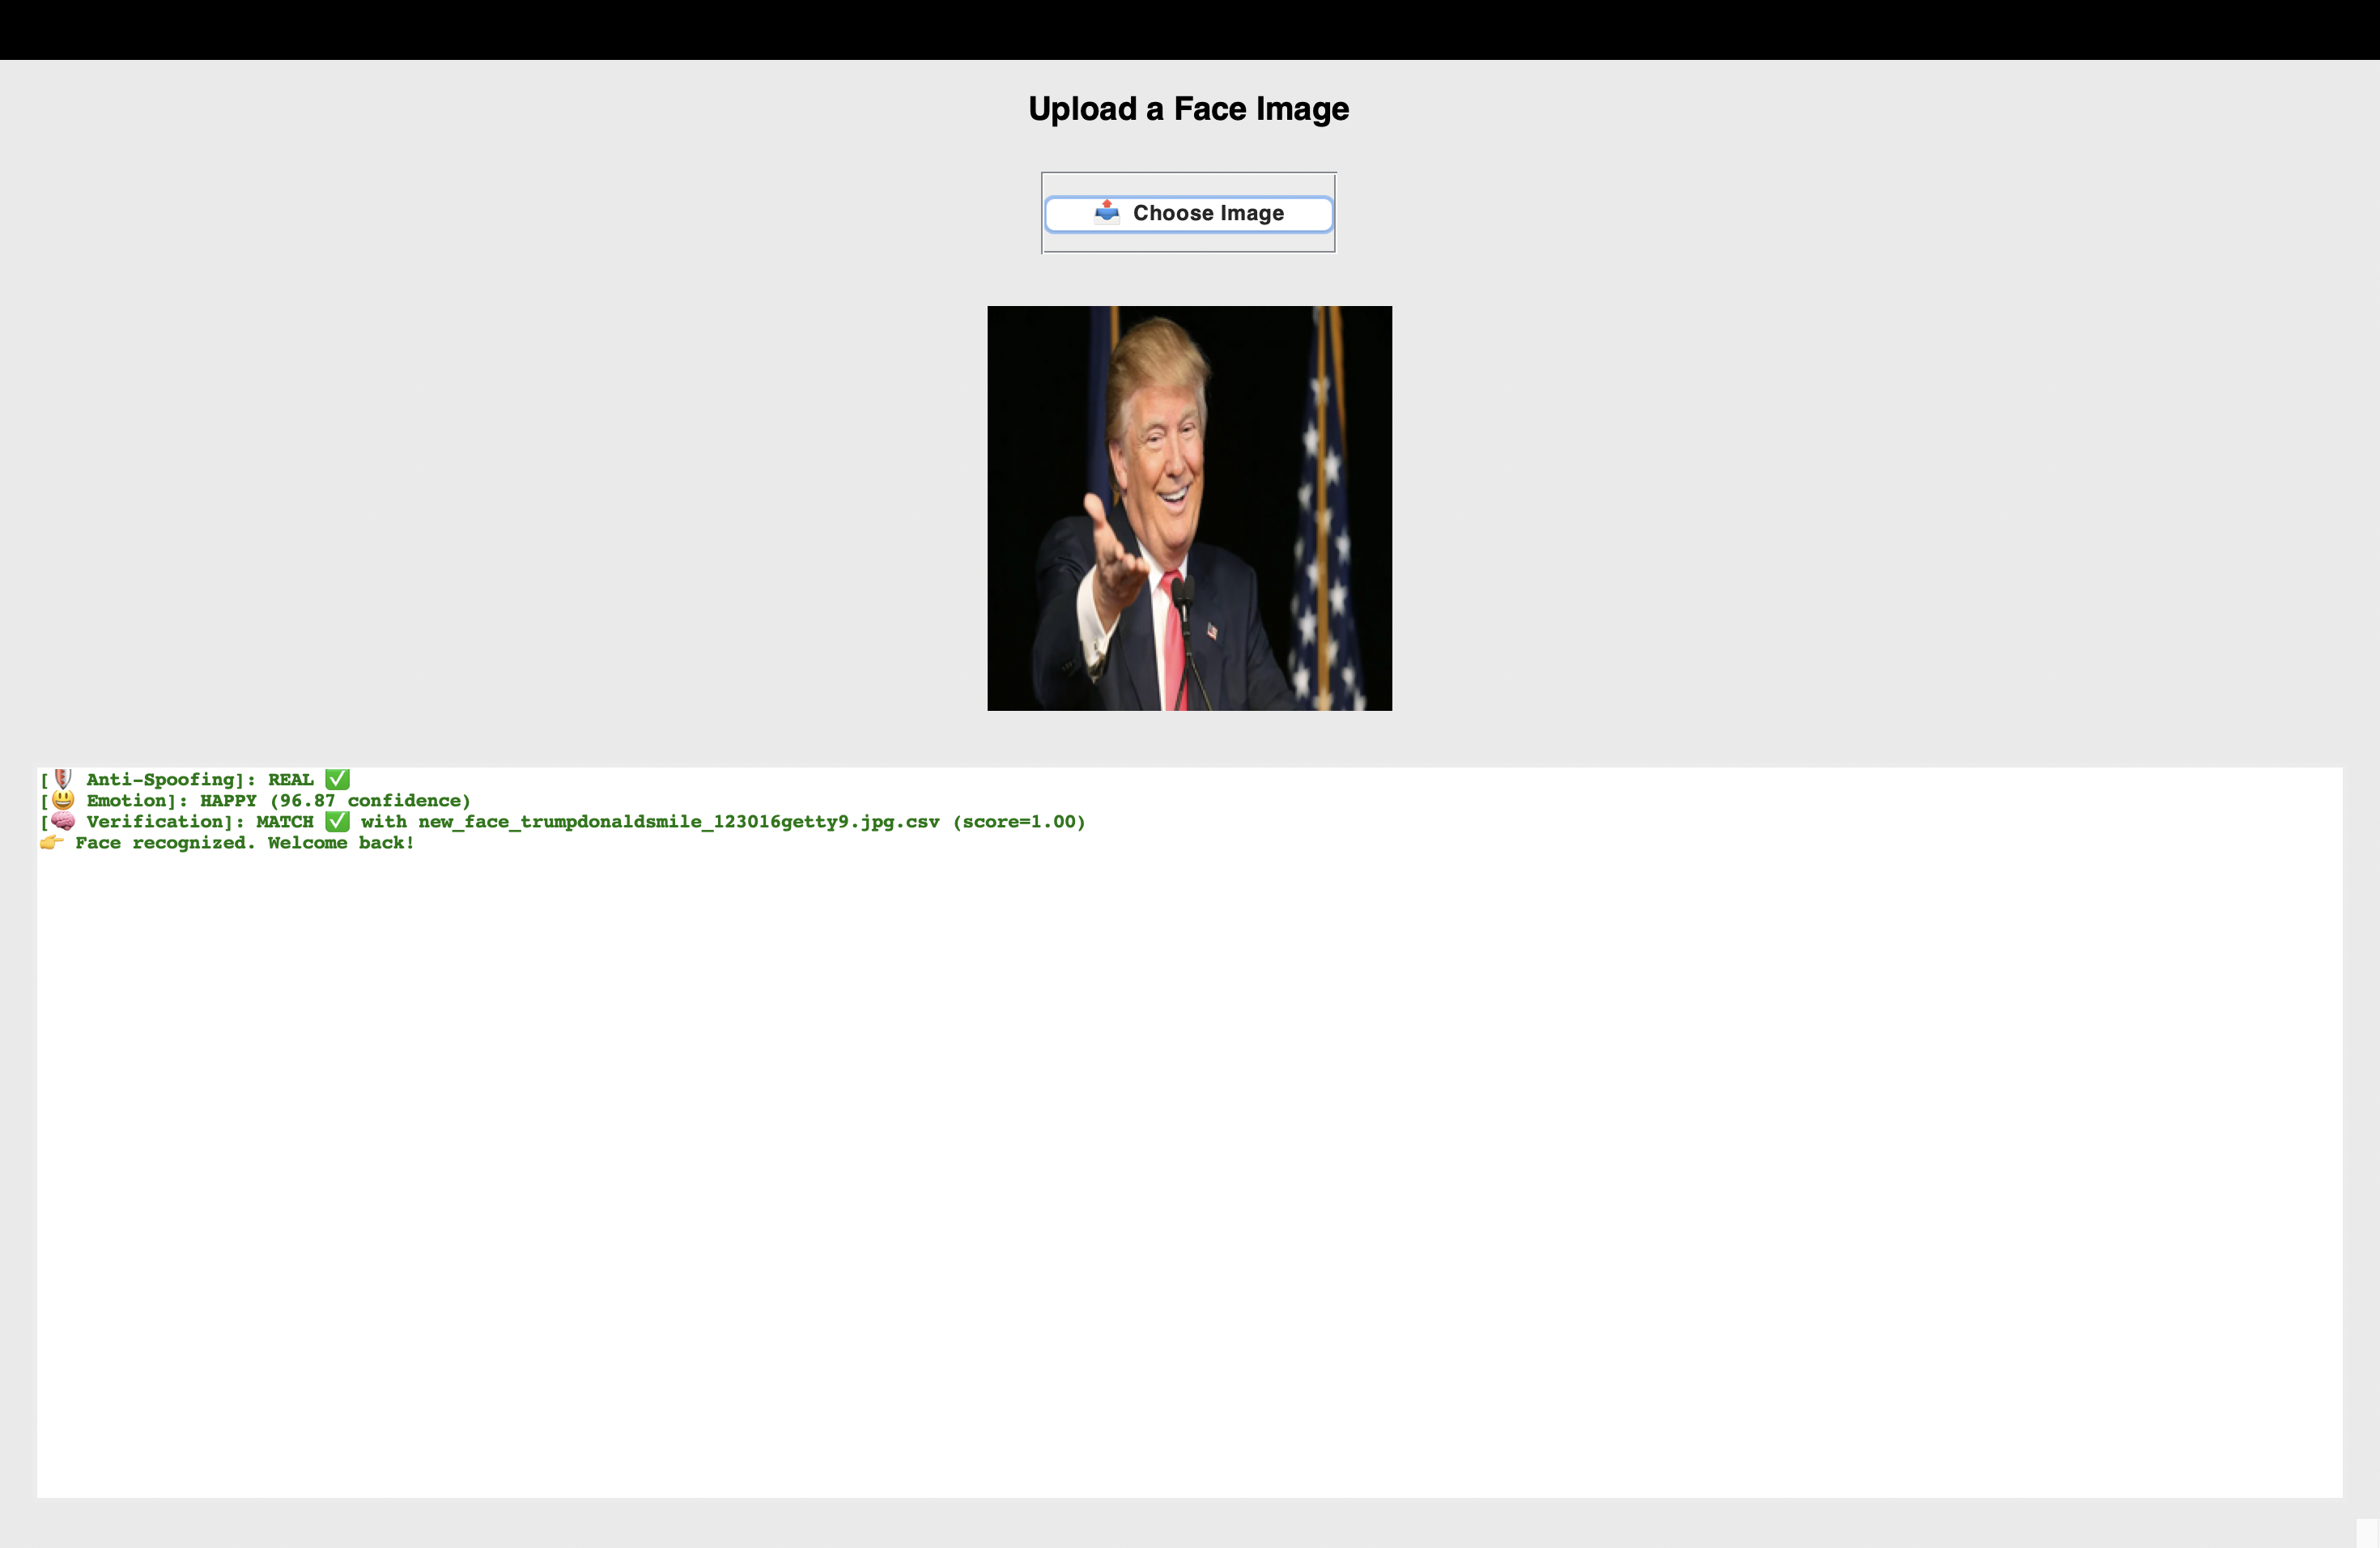 Upload a Face Image
📤 Choose Image
[🛡 Anti-Spoofing]: REAL ✅
[😃 Emotion]: HAPPY (96.87 confidence)
[🧠 Verification]: MATCH ✅ with new_face_trumpdonaldsmile_123016getty9.jpg.csv (score=1.00)
👉 Face recognized. Welcome back!